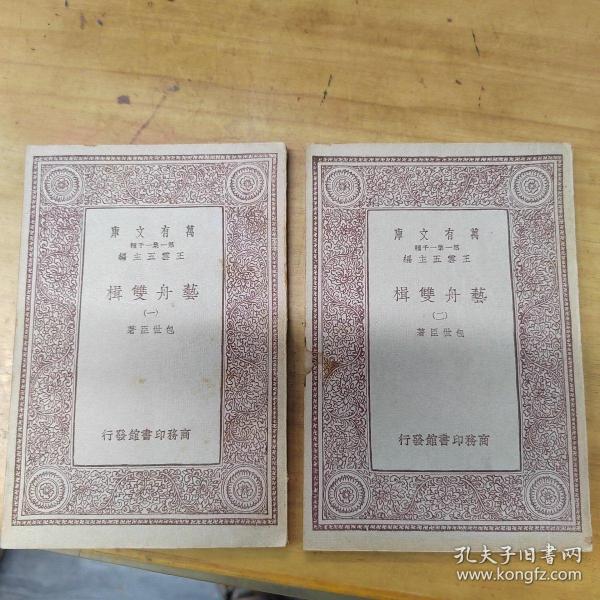 萬有文庫
第一集一千種
王雲五主編
藝舟雙楫
(一)
包世臣著
商務印書館發行
萬有文庫
第一集一千種
王雲五主編
藝舟雙楫
(二)
包世臣著
商務印書館發行
孔夫子旧书网
www.kongfz.com